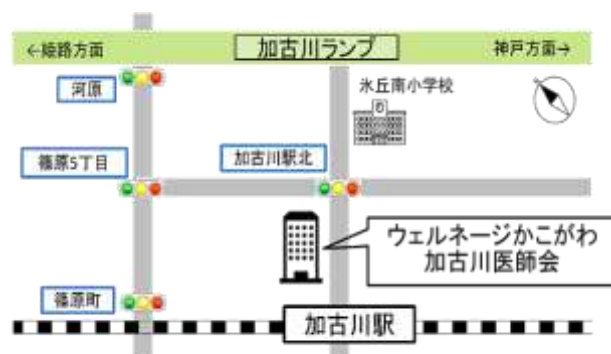 ←姫路方面
加古川ランプ
神戸方面→
河原
氷丘南小学校
篠原5丁目
加古川駅北
ウェルネージかこがわ
加古川医師会
篠原町
加古川駅